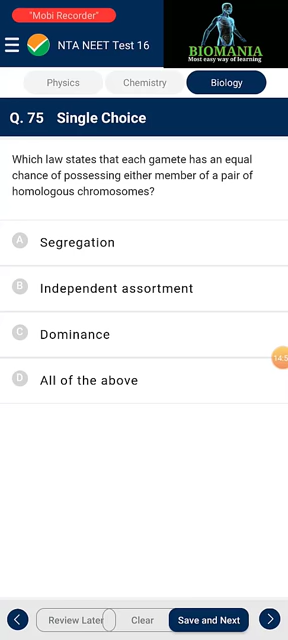 "Mobi Recorder"
NTA NEET Test 16
BIOMANIA
Most easy way of learning
Physics
Chemistry
Biology
Q. 75 Single Choice
Which law states that each gamete has an equal
chance of possessing either member of a pair of
homologous chromosomes?
A Segregation
B Independent assortment
C Dominance
D All of the above
14:5
Review Later
Clear
Save and Next